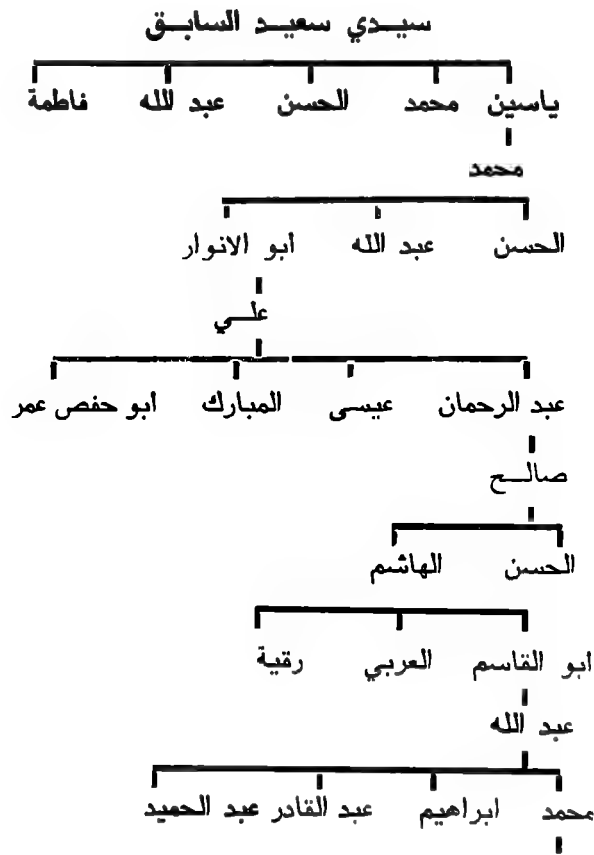 سيدي سعيد السابق
ياسين محمد الحسن عبد الله فاطمة
محمد
الحسن عبد الله أبو الانوار
علي
عبد الرحمان عيسى المبارك ابو حفص عمر
صالح
الحسن الهاشم
ابو القاسم العربي رقية
عبد الله
محمد ابراهيم عبد القادر عبد الحميد